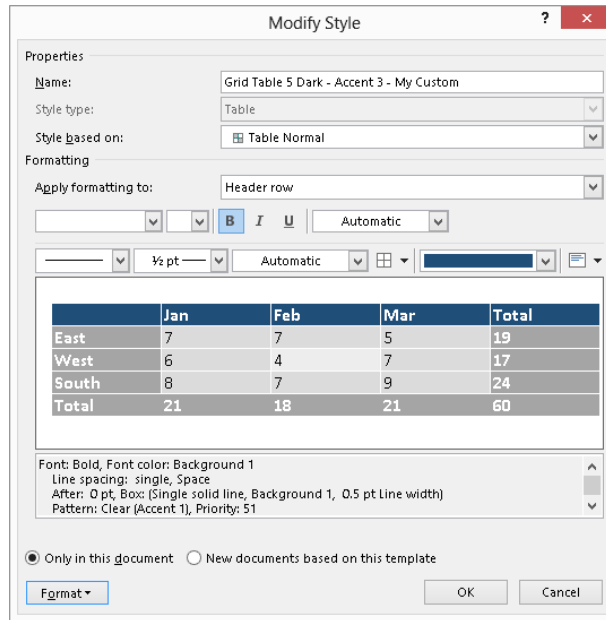 Modify Style
?
×
Properties
Name: Grid Table 5 Dark - Accent 3 - My Custom
Style type: Table
Style based on: Table Normal
Formatting
Apply formatting to: Header row
B I U Automatic
½ pt Automatic
Jan Feb Mar Total
East 7 7 5 19
West 6 4 7 17
South 8 7 9 24
Total 21 18 21 60
Font: Bold, Font color: Background 1
Line spacing: single, Space
After: 0 pt, Box: (Single solid line, Background 1, 0.5 pt Line width)
Pattern: Clear (Accent 1), Priority: 51
Only in this document New documents based on this template
Format OK Cancel